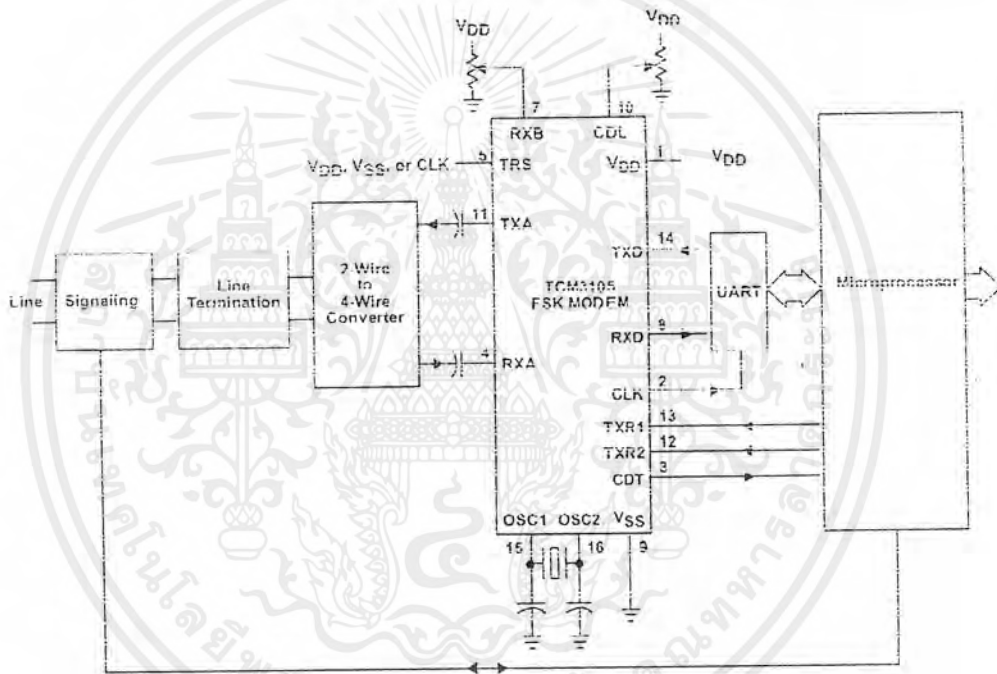 VDD
VDD
7
10
RXB
CDL
VDD, VSS, or CLK
5
TRS
VDD
1
VDD
11
TXA
TXD
14
2-Wire
to
4-Wire
Converter
Line
Signaling
Line
Termination
TCM3105
FSK MODEM
UART
Microprocessor
RXD
8
4
RXA
CLK
2
TXR1
13
TXR2
12
CDT
3
OSC1
OSC2
VSS
15
16
9